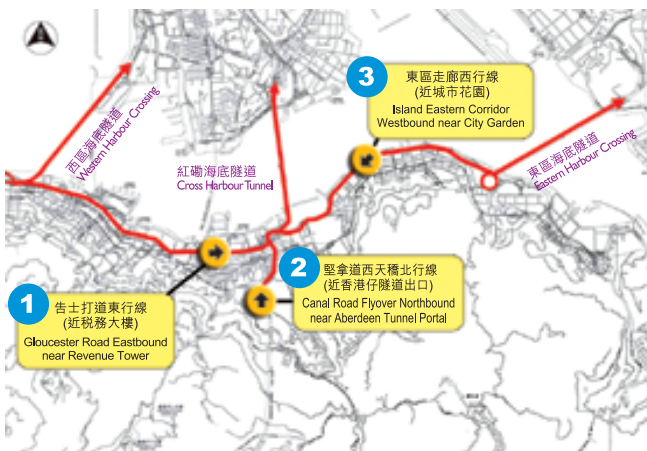 西區海底隧道
Western Harbour Crossing
紅磡海底隧道
Cross Harbour Tunnel
3
東區走廊西行線
(近城市花園)
Island Eastern Corridor
Westbound near City Garden
東區海底隧道
Eastern Harbour Crossing
1
告士打道東行線
(近稅務大樓)
Gloucester Road Eastbound
near Revenue Tower
2
堅拿道西天橋北行線
(近香港仔隧道出口)
Canal Road Flyover Northbound
near Aberdeen Tunnel Portal